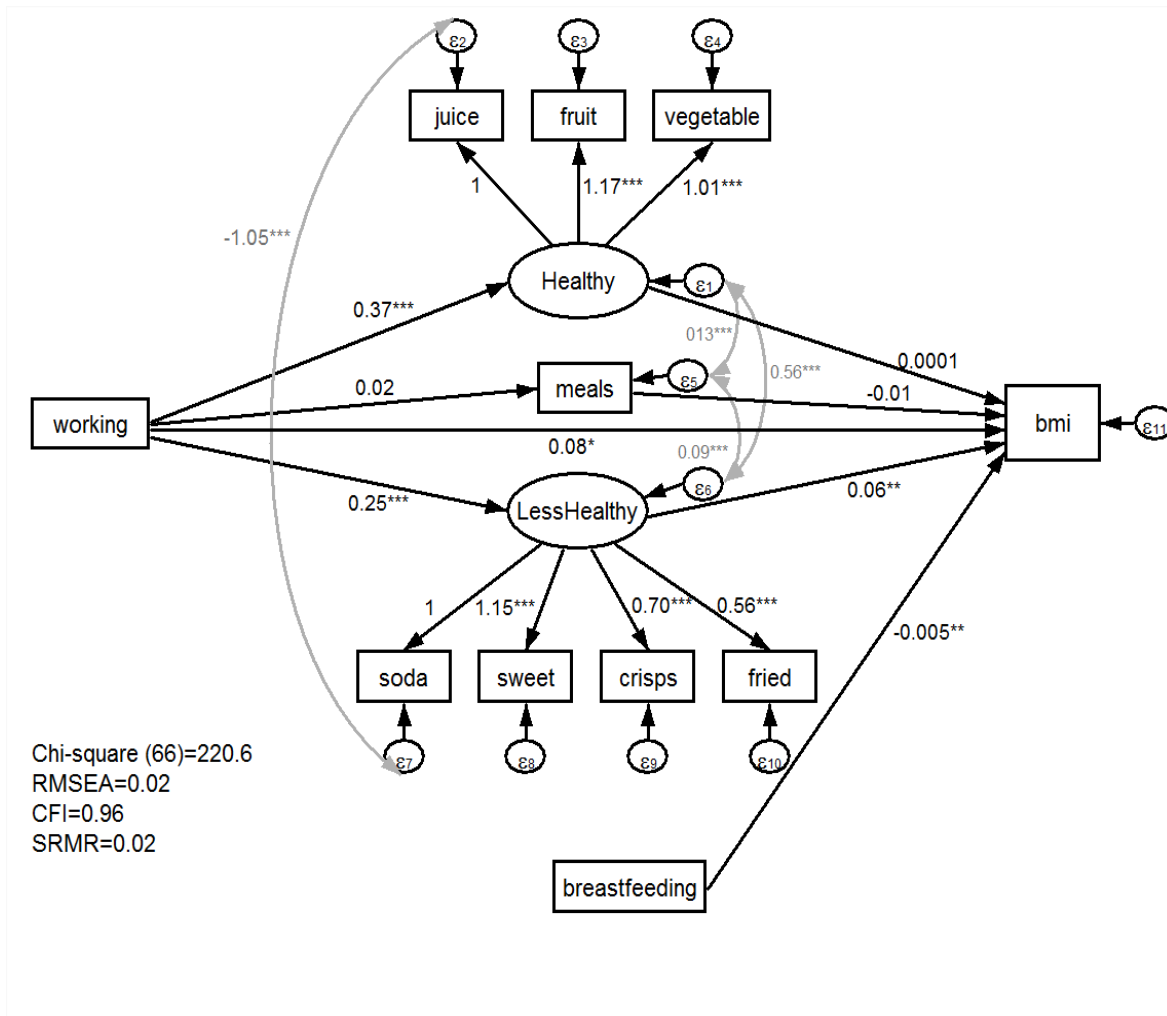 ε2
ε3
ε4
juice
fruit
vegetable
1
1.17***
1.01***
-1.05***
Healthy
ε1
0.37***
013***
0.0001
0.56***
meals
ε5
0.02
-0.01
working
bmi
ε11
0.08*
0.09***
0.25***
LessHealthy
ε6
0.06**
1
1.15***
0.70***
0.56***
-0.005**
soda
sweet
crisps
fried
ε7
ε8
ε9
ε10
Chi-square (66)=220.6
RMSEA=0.02
CFI=0.96
SRMR=0.02
breastfeeding